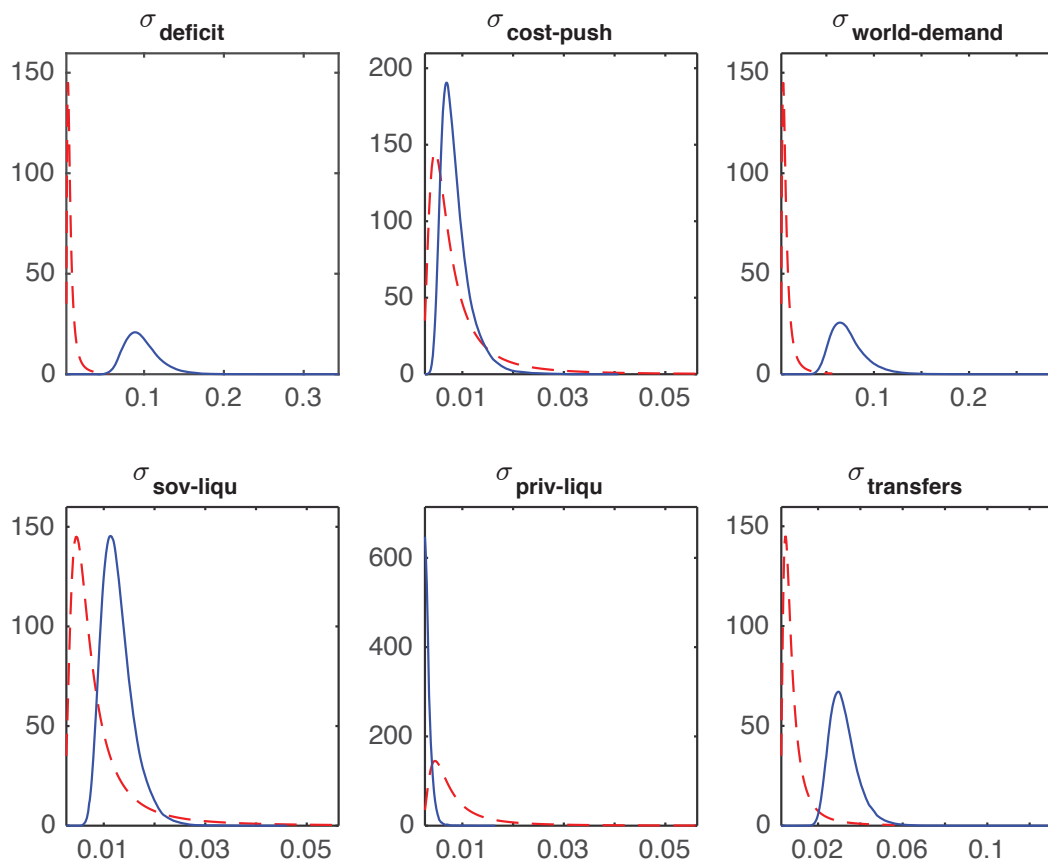 σ deficit
σ cost-push
σ world-demand
150
100
50
0
0.1 0.2 0.3
200
150
100
50
0
0.01 0.03 0.05
150
100
50
0
0.1 0.2
σ sov-liqu
σ priv-liqu
σ transfers
150
100
50
0
0.01 0.03 0.05
600
400
200
0
0.01 0.03 0.05
150
100
50
0
0.02 0.06 0.1